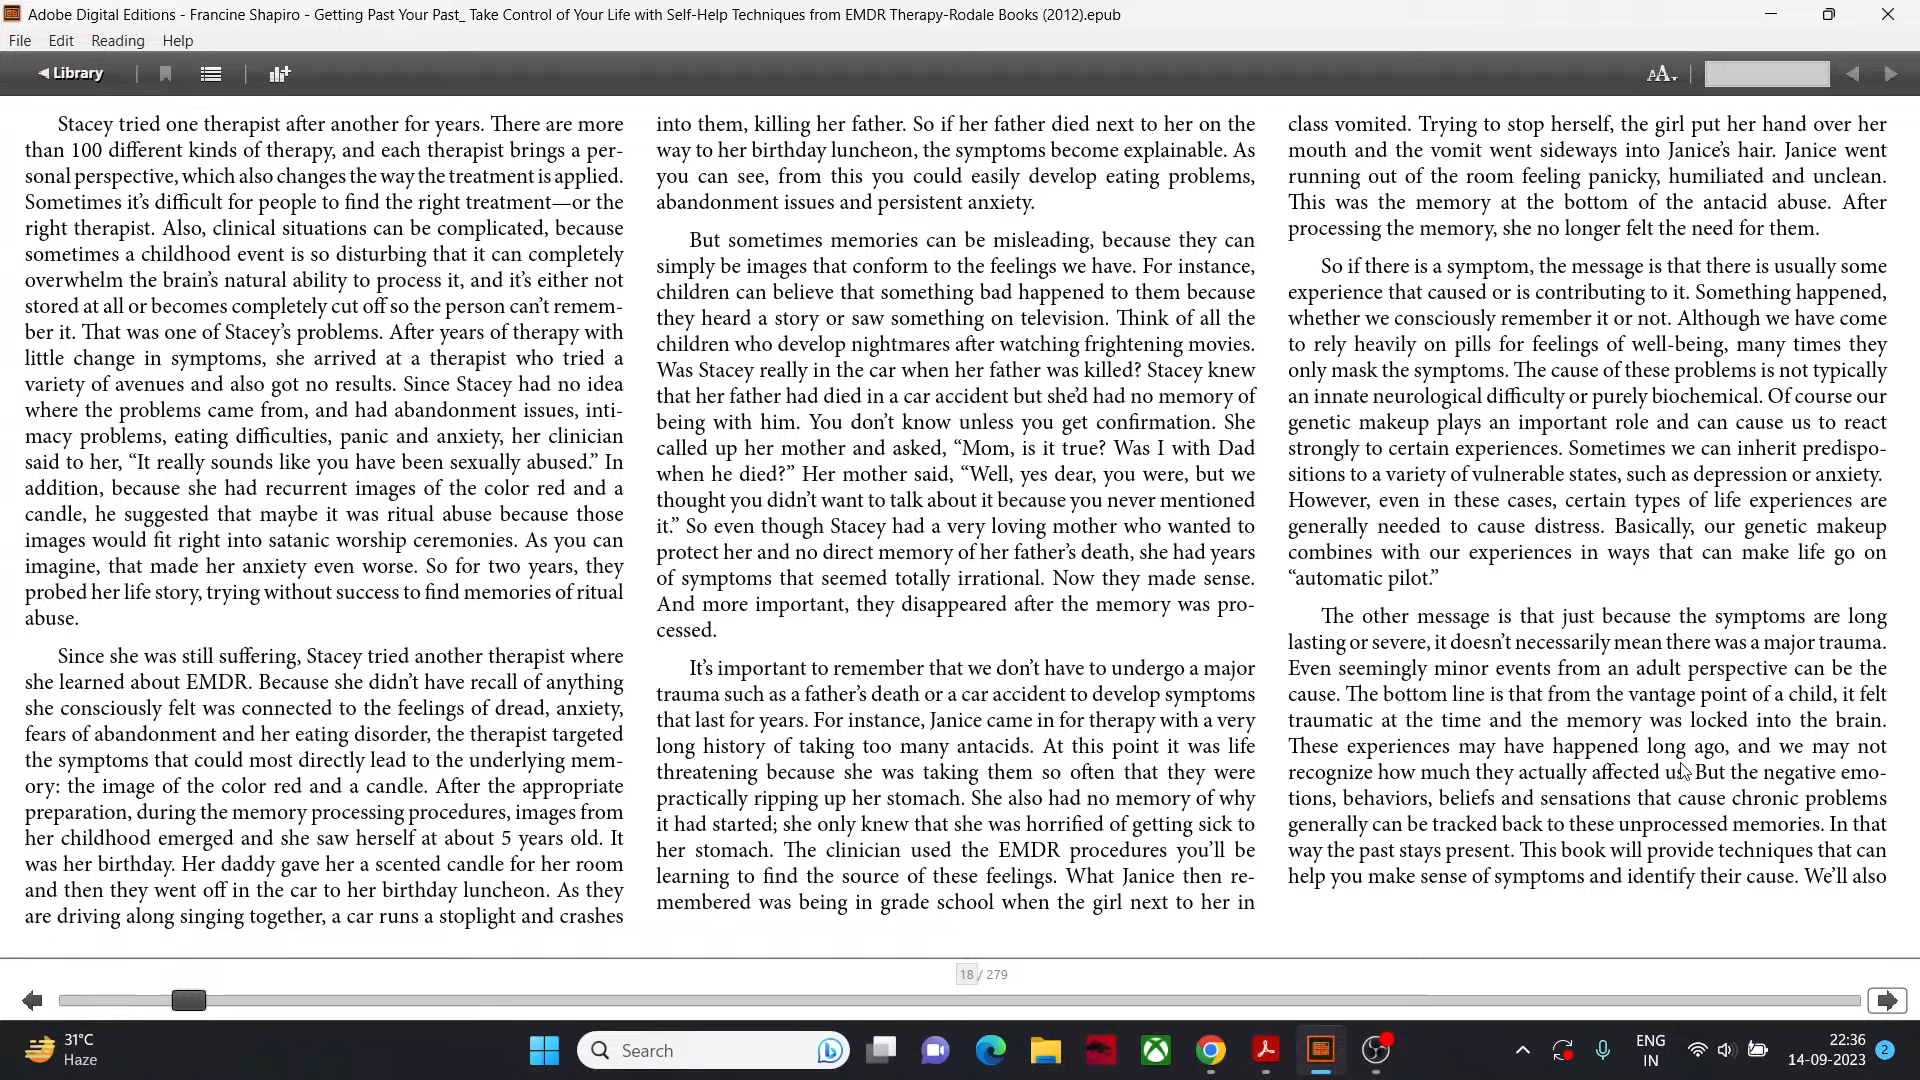 Adobe Digital Editions - Francine Shapiro - Getting Past Your Past_ Take Control of Your Life with Self-Help Techniques from EMDR Therapy-Rodale Books (2012).epub
File Edit Reading Help
Library
AA
Stacey tried one therapist after another for years. There are more
than 100 different kinds of therapy, and each therapist brings a per-
sonal perspective, which also changes the way the treatment is applied.
Sometimes it's difficult for people to find the right treatment—or the
right therapist. Also, clinical situations can be complicated, because
sometimes a childhood event is so disturbing that it can completely
overwhelm the brain's natural ability to process it, and it's either not
stored at all or becomes completely cut off so the person can't remem-
ber it. That was one of Stacey's problems. After years of therapy with
little change in symptoms, she arrived at a therapist who tried a
variety of avenues and also got no results. Since Stacey had no idea
where the problems came from, and had abandonment issues, inti-
macy problems, eating difficulties, panic and anxiety, her clinician
said to her, “It really sounds like you have been sexually abused.” In
addition, because she had recurrent images of the color red and a
candle, he suggested that maybe it was ritual abuse because those
images would fit right into satanic worship ceremonies. As you can
imagine, that made her anxiety even worse. So for two years, they
probed her life story, trying without success to find memories of ritual
abuse.
Since she was still suffering, Stacey tried another therapist where
she learned about EMDR. Because she didn't have recall of anything
she consciously felt was connected to the feelings of dread, anxiety,
fears of abandonment and her eating disorder, the therapist targeted
the symptoms that could most directly lead to the underlying mem-
ory: the image of the color red and a candle. After the appropriate
preparation, during the memory processing procedures, images from
her childhood emerged and she saw herself at about 5 years old. It
was her birthday. Her daddy gave her a scented candle for her room
and then they went off in the car to her birthday luncheon. As they
are driving along singing together, a car runs a stoplight and crashes
into them, killing her father. So if her father died next to her on the
way to her birthday luncheon, the symptoms become explainable. As
you can see, from this you could easily develop eating problems,
abandonment issues and persistent anxiety.
But sometimes memories can be misleading, because they can
simply be images that conform to the feelings we have. For instance,
children can believe that something bad happened to them because
they heard a story or saw something on television. Think of all the
children who develop nightmares after watching frightening movies.
Was Stacey really in the car when her father was killed? Stacey knew
that her father had died in a car accident but she'd had no memory of
being with him. You don't know unless you get confirmation. She
called up her mother and asked, “Mom, is it true? Was I with Dad
when he died?” Her mother said, “Well, yes dear, you were, but we
thought you didn't want to talk about it because you never mentioned
it.” So even though Stacey had a very loving mother who wanted to
protect her and no direct memory of her father's death, she had years
of symptoms that seemed totally irrational. Now they made sense.
And more important, they disappeared after the memory was pro-
cessed.
It's important to remember that we don't have to undergo a major
trauma such as a father's death or a car accident to develop symptoms
that last for years. For instance, Janice came in for therapy with a very
long history of taking too many antacids. At this point it was life
threatening because she was taking them so often that they were
practically ripping up her stomach. She also had no memory of why
it had started; she only knew that she was horrified of getting sick to
her stomach. The clinician used the EMDR procedures you'll be
learning to find the source of these feelings. What Janice then re-
membered was being in grade school when the girl next to her in
class vomited. Trying to stop herself, the girl put her hand over her
mouth and the vomit went sideways into Janice's hair. Janice went
running out of the room feeling panicky, humiliated and unclean.
This was the memory at the bottom of the antacid abuse. After
processing the memory, she no longer felt the need for them.
So if there is a symptom, the message is that there is usually some
experience that caused or is contributing to it. Something happened,
whether we consciously remember it or not. Although we have come
to rely heavily on pills for feelings of well-being, many times they
only mask the symptoms. The cause of these problems is not typically
an innate neurological difficulty or purely biochemical. Of course our
genetic makeup plays an important role and can cause us to react
strongly to certain experiences. Sometimes we can inherit predispo-
sitions to a variety of vulnerable states, such as depression or anxiety.
However, even in these cases, certain types of life experiences are
generally needed to cause distress. Basically, our genetic makeup
combines with our experiences in ways that can make life go on
“automatic pilot.”
The other message is that just because the symptoms are long
lasting or severe, it doesn't necessarily mean there was a major trauma.
Even seemingly minor events from an adult perspective can be the
cause. The bottom line is that from the vantage point of a child, it felt
traumatic at the time and the memory was locked into the brain.
These experiences may have happened long ago, and we may not
recognize how much they actually affected us. But the negative emo-
tions, behaviors, beliefs and sensations that cause chronic problems
generally can be tracked back to these unprocessed memories. In that
way the past stays present. This book will provide techniques that can
help you make sense of symptoms and identify their cause. We'll also
18 / 279
31°C
Haze
Search
ENG
IN
22:36
14-09-2023
2